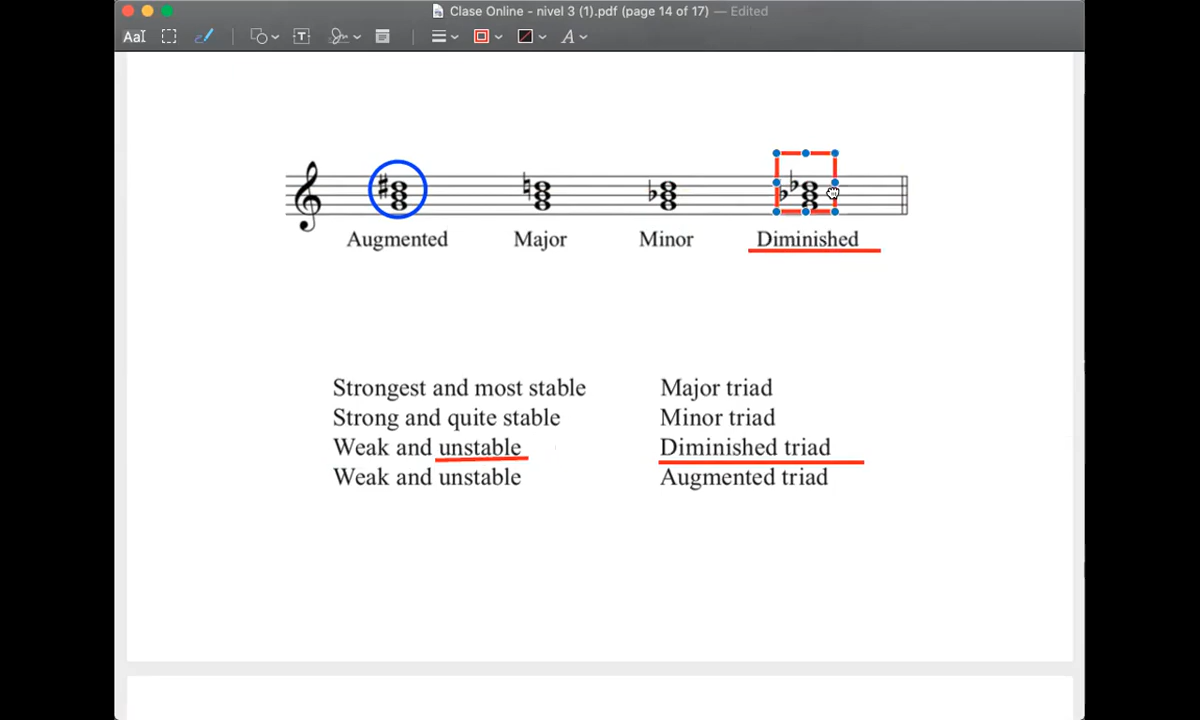 Clase Online - nivel 3 (1).pdf (page 14 of 17) — Edited
AaI T A
Augmented Major Minor Diminished
Strongest and most stable Major triad
Strong and quite stable Minor triad
Weak and unstable Diminished triad
Weak and unstable Augmented triad